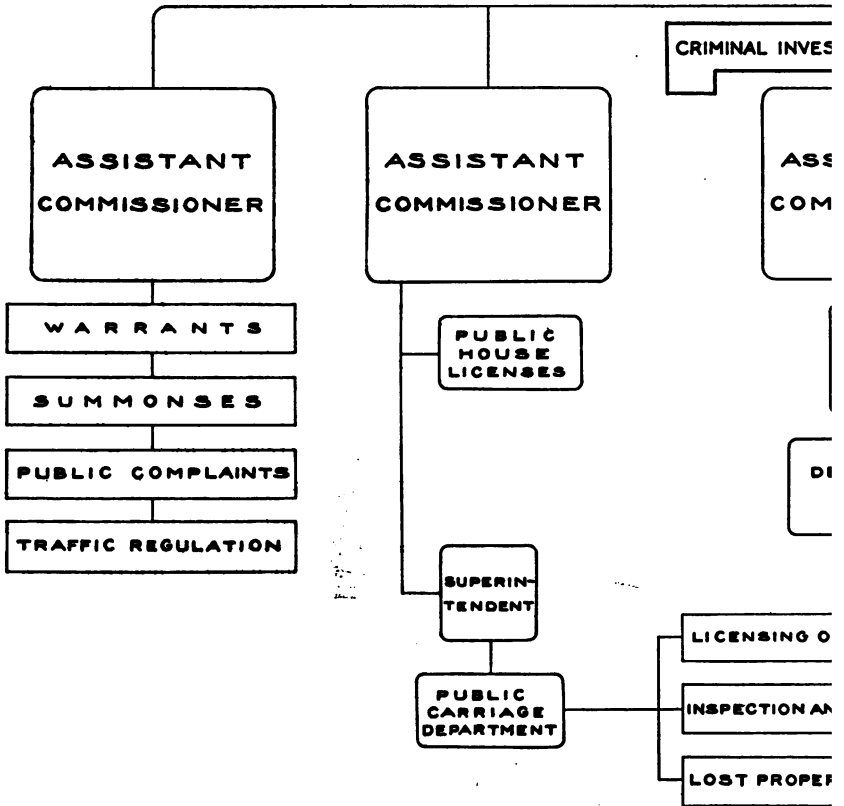 CRIMINAL INVES
ASSISTANT
COMMISSIONER
WARRANTS
SUMMONSES
PUBLIC COMPLAINTS
TRAFFIC REGULATION
ASSISTANT
COMMISSIONER
PUBLIC
HOUSE
LICENSES
SUPERIN-
TENDENT
PUBLIC
CARRIAGE
DEPARTMENT
ASS
COM
DE
LICENSING O
INSPECTION AN
LOST PROPER